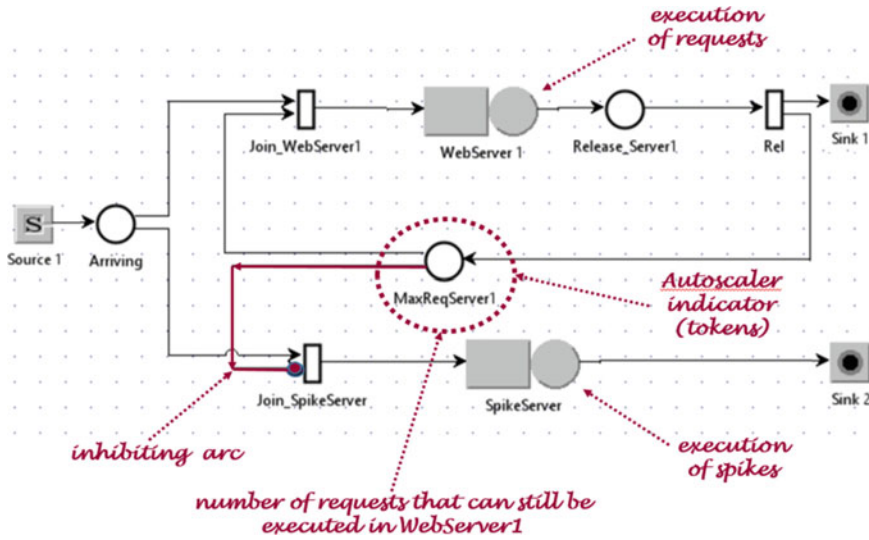 execution
of requests
Join_WebServer1
WebServer 1
Release_Server1
Rel
Sink 1
S
Source 1
Arriving
MaxReqServer1
Autoscaler
indicator
(tokens)
Join_SpikeServer
SpikeServer
Sink 2
inhibiting arc
execution
of spikes
number of requests that can still be
executed in WebServer1